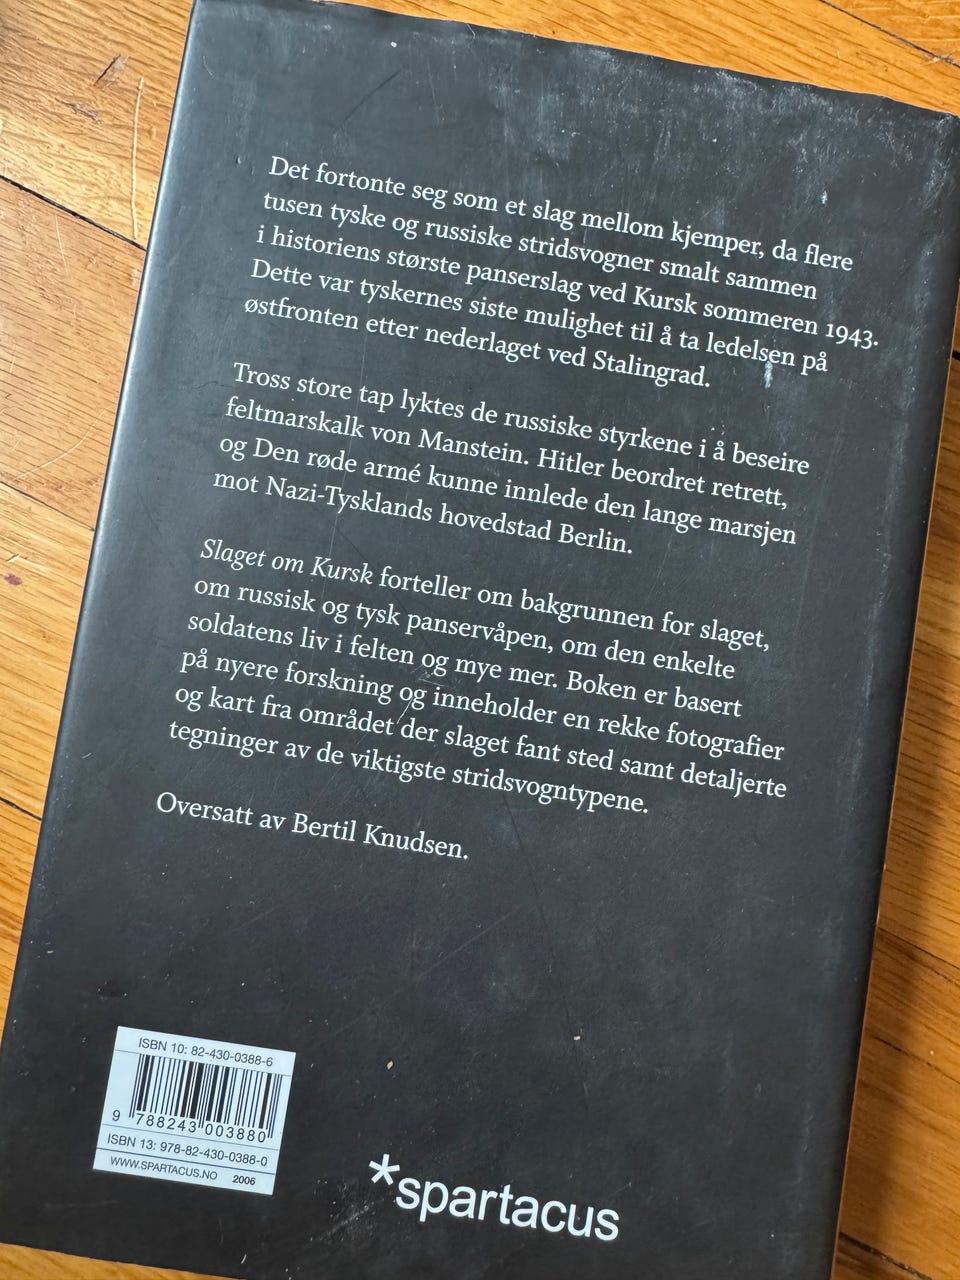 Det fortonte seg som et slag mellom kjemper, da flere
tusen tyske og russiske stridsvogner smalt sammen
i historiens største panserslag ved Kursk sommeren 1943.
Dette var tyskernes siste mulighet til å ta ledelsen på
østfronten etter nederlaget ved Stalingrad.
Tross store tap lyktes de russiske styrkene i å beseire
feltmarskalk von Manstein. Hitler beordret retrett,
og Den røde armé kunne innlede den lange marsjen
mot Nazi-Tysklands hovedstad Berlin.
Slaget om Kursk forteller om bakgrunnen for slaget,
om russisk og tysk panservåpen, om den enkelte
soldatens liv i felten og mye mer. Boken er basert
på nyere forskning og inneholder en rekke fotografier
og kart fra området der slaget fant sted samt detaljerte
tegninger av de viktigste stridsvogntypene.
Oversatt av Bertil Knudsen.
ISBN 10: 82-430-0388-6
9 788243 003880
ISBN 13: 978-82-430-0388-0
WWW.SPARTACUS.NO 2006
*spartacus